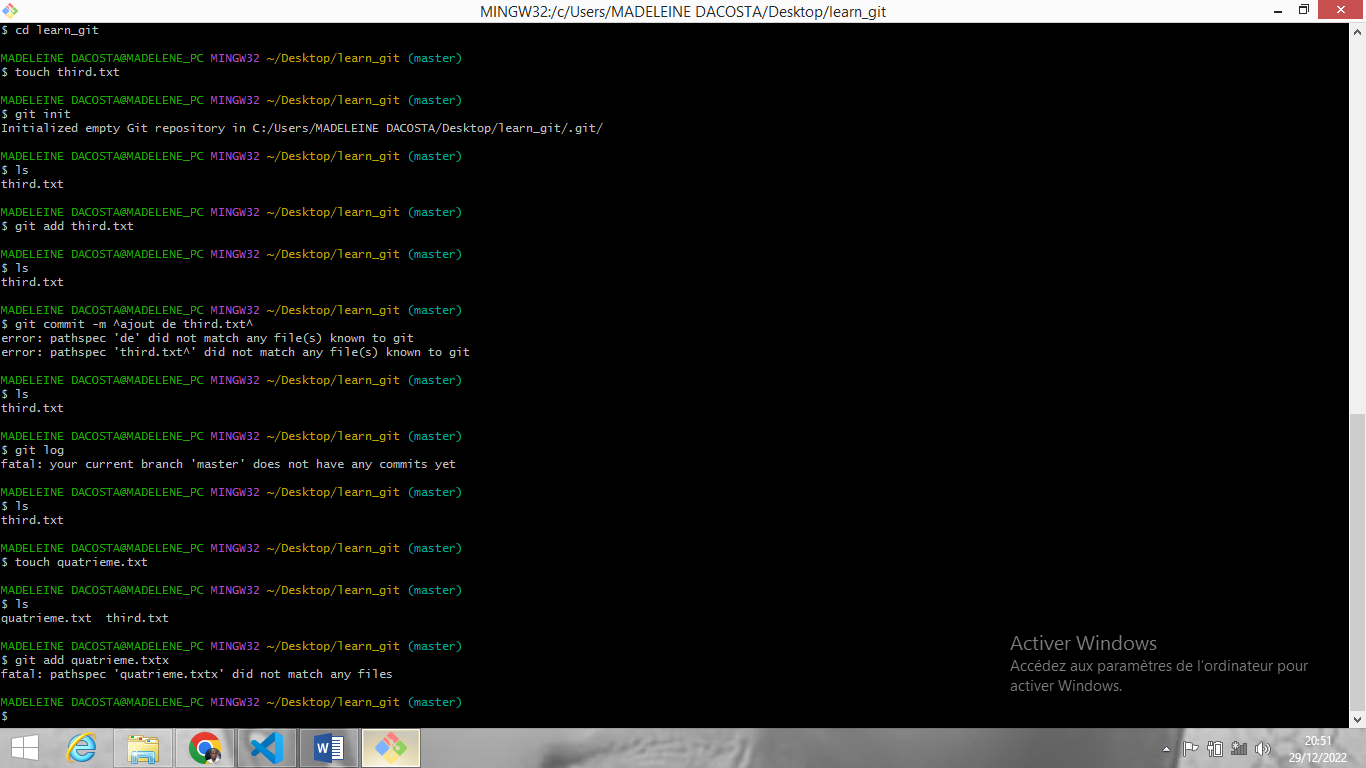 MINGW32:/c/Users/MADELEINE DACOSTA/Desktop/learn_git
$ cd learn_git
MADELEINE DACOSTA@MADELENE_PC MINGW32 ~/Desktop/learn_git (master)
$ touch third.txt
MADELEINE DACOSTA@MADELENE_PC MINGW32 ~/Desktop/learn_git (master)
$ git init
Initialized empty Git repository in C:/Users/MADELEINE DACOSTA/Desktop/learn_git/.git/
MADELEINE DACOSTA@MADELENE_PC MINGW32 ~/Desktop/learn_git (master)
$ ls
third.txt
MADELEINE DACOSTA@MADELENE_PC MINGW32 ~/Desktop/learn_git (master)
$ git add third.txt
MADELEINE DACOSTA@MADELENE_PC MINGW32 ~/Desktop/learn_git (master)
$ ls
third.txt
MADELEINE DACOSTA@MADELENE_PC MINGW32 ~/Desktop/learn_git (master)
$ git commit -m ^ajout de third.txt^
error: pathspec 'de' did not match any file(s) known to git
error: pathspec 'third.txt^' did not match any file(s) known to git
MADELEINE DACOSTA@MADELENE_PC MINGW32 ~/Desktop/learn_git (master)
$ ls
third.txt
MADELEINE DACOSTA@MADELENE_PC MINGW32 ~/Desktop/learn_git (master)
$ git log
fatal: your current branch 'master' does not have any commits yet
MADELEINE DACOSTA@MADELENE_PC MINGW32 ~/Desktop/learn_git (master)
$ ls
third.txt
MADELEINE DACOSTA@MADELENE_PC MINGW32 ~/Desktop/learn_git (master)
$ touch quatrieme.txt
MADELEINE DACOSTA@MADELENE_PC MINGW32 ~/Desktop/learn_git (master)
$ ls
quatrieme.txt  third.txt
MADELEINE DACOSTA@MADELENE_PC MINGW32 ~/Desktop/learn_git (master)
$ git add quatrieme.txtx
fatal: pathspec 'quatrieme.txtx' did not match any files
MADELEINE DACOSTA@MADELENE_PC MINGW32 ~/Desktop/learn_git (master)
$
Activer Windows
Accédez aux paramètres de l'ordinateur pour
activer Windows.
20:51
29/12/2022